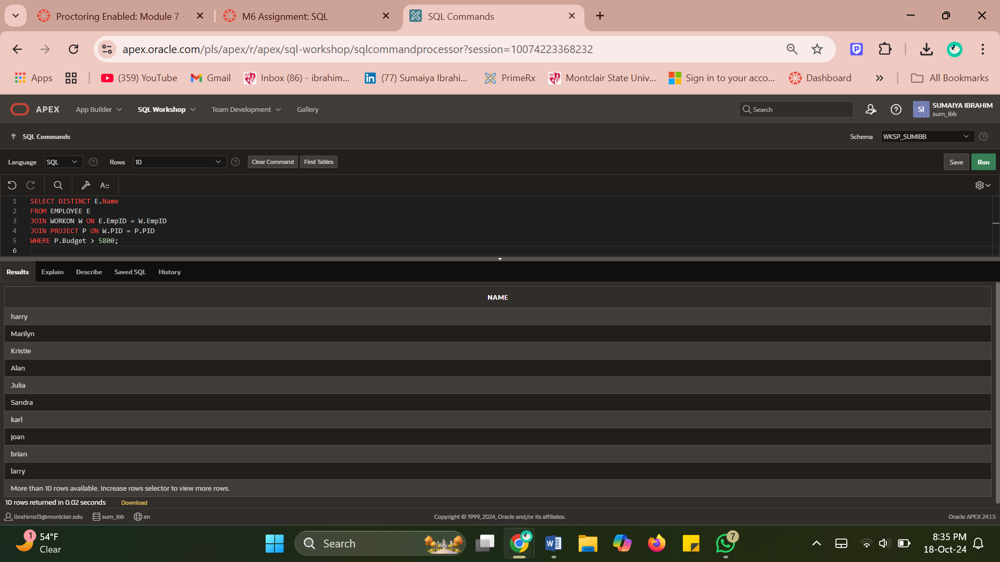 Proctoring Enabled: Module 7 -
M6 Assignment: SQL
SQL Commands
apex.oracle.com/pls/apex/r/apex/sql-workshop/sqlcommandprocessor?session=10074223368232
Apps
(359) YouTube
Gmail
Inbox (86) - ibrahim...
(77) Sumaiya Ibrahi...
PrimeRx
Montclair State Univ...
Sign in to your acco...
Dashboard
All Bookmarks
APEX
App Builder
SQL Workshop
Team Development
Gallery
Search
SI
SUMAIYA IBRAHIM
sum_ibb
SQL Commands
Schema
WKSP_SUMIBB
Language
SQL
Rows
10
Clear Command
Find Tables
Save
Run
1 SELECT DISTINCT E.Name
2 FROM EMPLOYEE E
3 JOIN WORKON W ON E.EmpID = W.EmpID
4 JOIN PROJECT P ON W.PID = P.PID
5 WHERE P.Budget > 5800;
6
Results
Explain
Describe
Saved SQL
History
NAME
harry
Marilyn
Kristie
Alan
Julia
Sandra
karl
joan
brian
larry
More than 10 rows available. Increase rows selector to view more rows.
10 rows returned in 0.02 seconds
Download
ibrahims13@montclair.edu
sum_ibb
en
Copyright © 1999, 2024, Oracle and/or its affiliates.
Oracle APEX 24.1.5
1
54°F
Clear
Search
7
8:35 PM
18-Oct-24